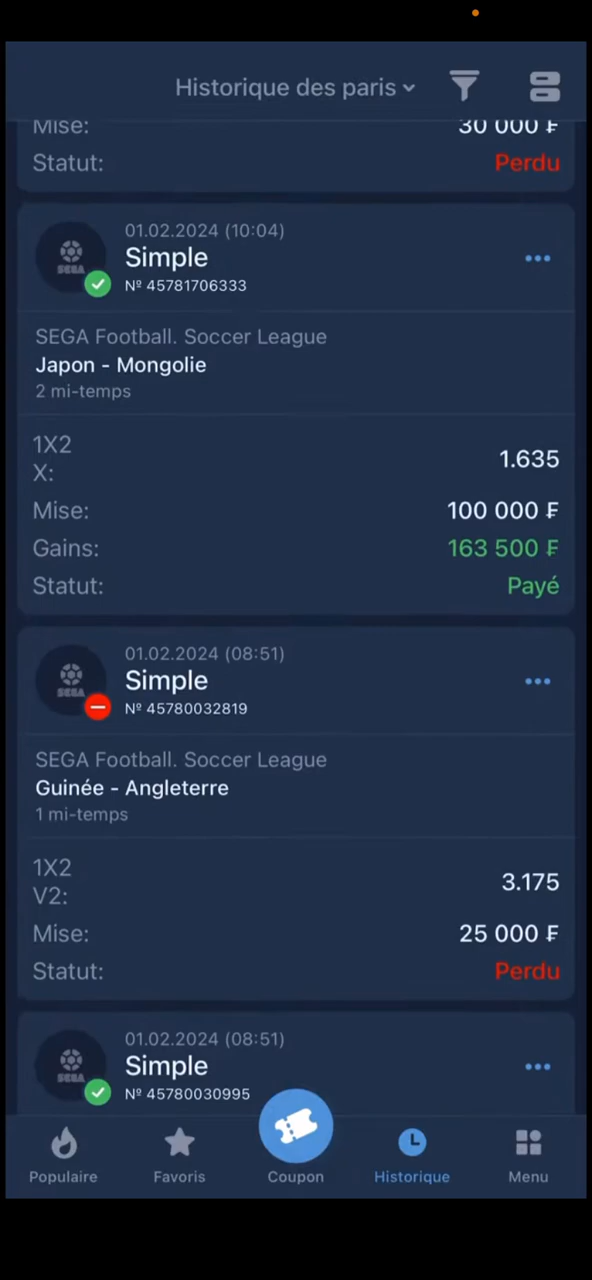 Historique des paris
Mise: 30 000 ₣
Statut: Perdu
01.02.2024 (10:04)
Simple
SEGA
Nº 45781706333
SEGA Football. Soccer League
Japon - Mongolie
2 mi-temps
1X2
X: 1.635
Mise: 100 000 ₣
Gains: 163 500 ₣
Statut: Payé
01.02.2024 (08:51)
Simple
SEGA
Nº 45780032819
SEGA Football. Soccer League
Guinée - Angleterre
1 mi-temps
1X2
V2: 3.175
Mise: 25 000 ₣
Statut: Perdu
01.02.2024 (08:51)
Simple
SEGA
Nº 45780030995
Populaire Favoris Coupon Historique Menu